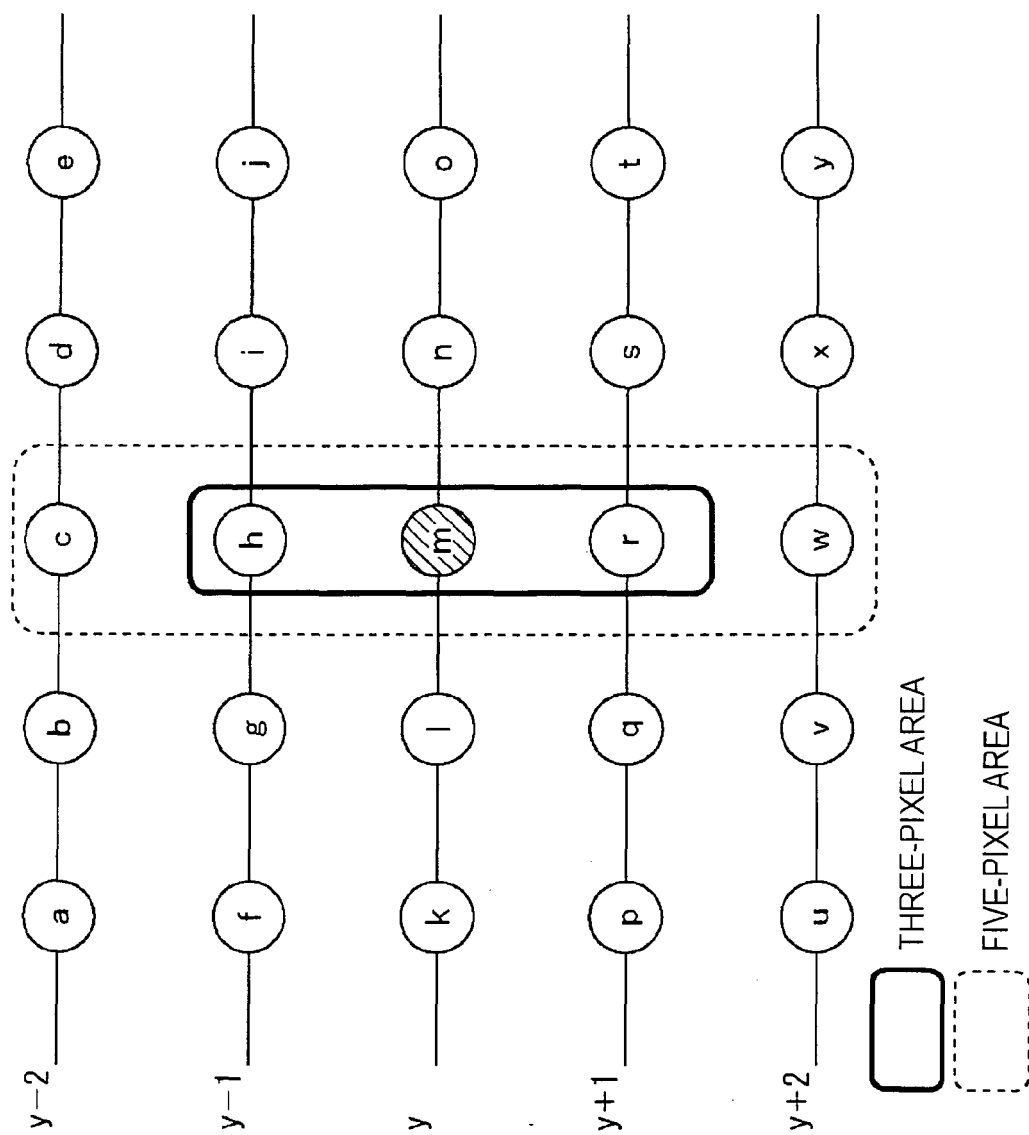 y−2 a b c d e
y−1 f g h i j
y k l m n o
y+1 p q r s t
y+2 u v w x y
THREE-PIXEL AREA
FIVE-PIXEL AREA